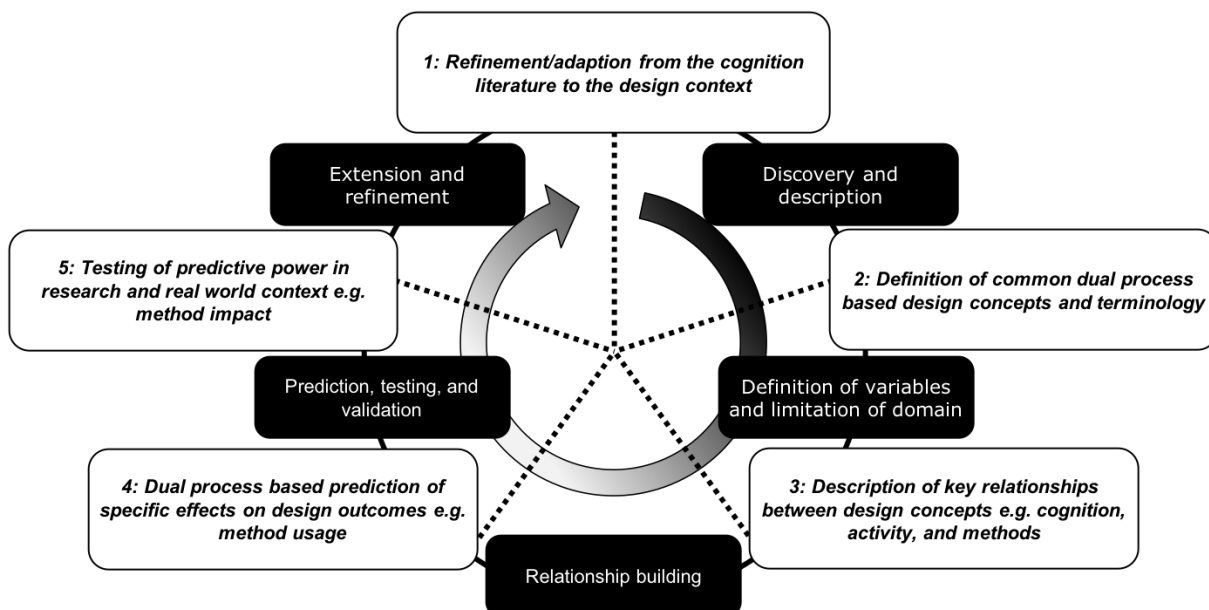 1: Refinement/adaption from the cognition
literature to the design context
Extension and
refinement
Discovery and
description
5: Testing of predictive power in
research and real world context e.g.
method impact
2: Definition of common dual process
based design concepts and terminology
Prediction, testing, and
validation
Definition of variables
and limitation of domain
4: Dual process based prediction of
specific effects on design outcomes e.g.
method usage
3: Description of key relationships
between design concepts e.g. cognition,
activity, and methods
Relationship building